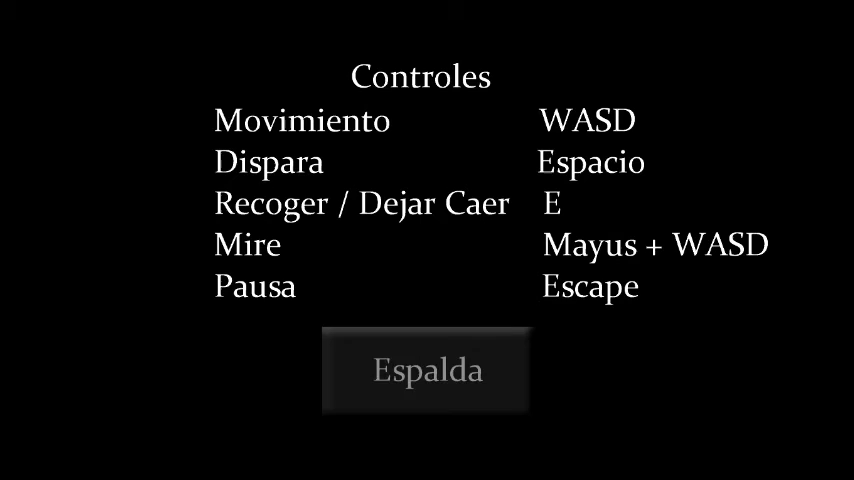 Controles
Movimiento WASD
Dispara Espacio
Recoger / Dejar Caer E
Mire Mayus + WASD
Pausa Escape
Espalda